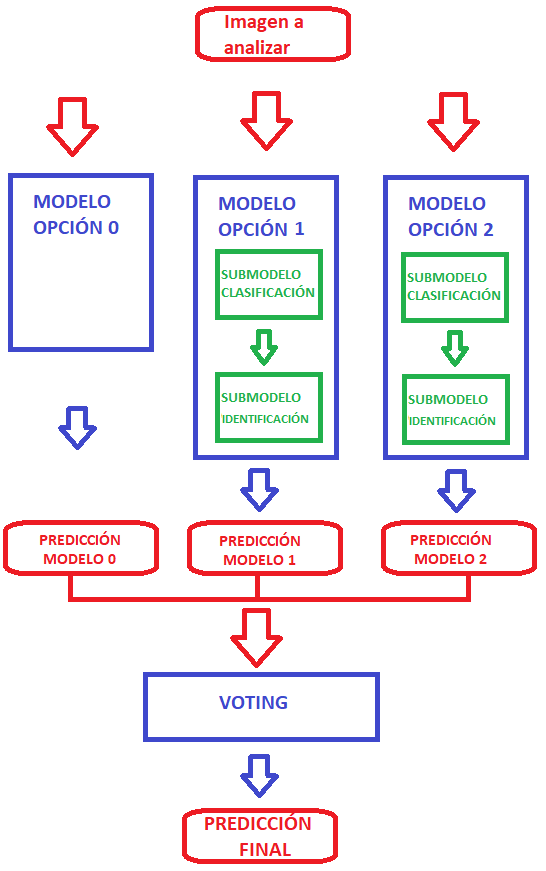 Imagen a
analizar
MODELO
OPCIÓN 0
MODELO
OPCIÓN 1
SUBMODELO
CLASIFICACIÓN
SUBMODELO
IDENTIFICACIÓN
MODELO
OPCIÓN 2
SUBMODELO
CLASIFICACIÓN
SUBMODELO
IDENTIFICACIÓN
PREDICCIÓN
MODELO 0
PREDICCIÓN
MODELO 1
PREDICCIÓN
MODELO 2
VOTING
PREDICCIÓN
FINAL